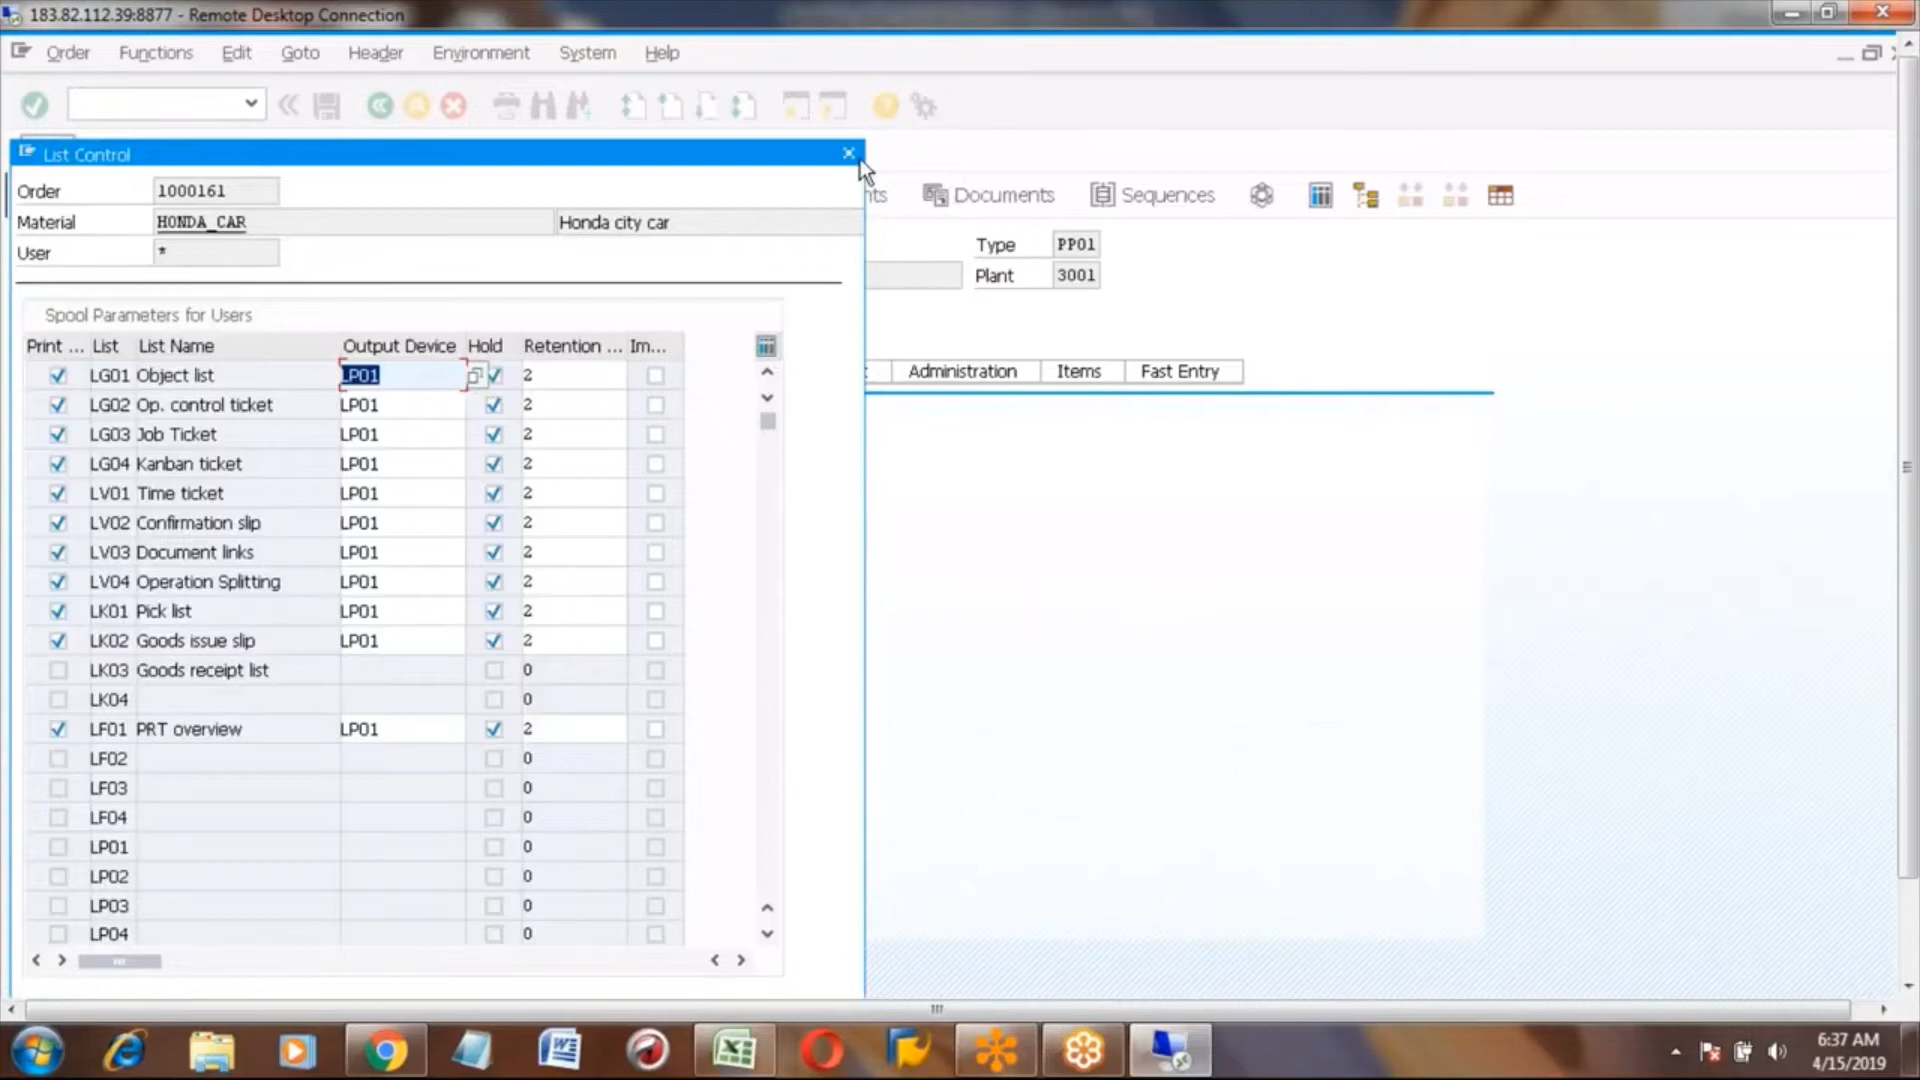 183.82.112.39:8877 - Remote Desktop Connection
Order Functions Edit Goto Header Environment System Help
List Control
Order 1000161
Material HONDA_CAR Honda city car
User *
nts Documents Sequences
Type PP01
Plant 3001
Administration Items Fast Entry
Spool Parameters for Users
Print ... List List Name Output Device Hold Retention ... Im...
LG01 Object list LP01 2
LG02 Op. control ticket LP01 2
LG03 Job Ticket LP01 2
LG04 Kanban ticket LP01 2
LV01 Time ticket LP01 2
LV02 Confirmation slip LP01 2
LV03 Document links LP01 2
LV04 Operation Splitting LP01 2
LK01 Pick list LP01 2
LK02 Goods issue slip LP01 2
LK03 Goods receipt list 0
LK04 0
LF01 PRT overview LP01 2
LF02 0
LF03 0
LF04 0
LP01 0
LP02 0
LP03 0
LP04 0
6:37 AM
4/15/2019